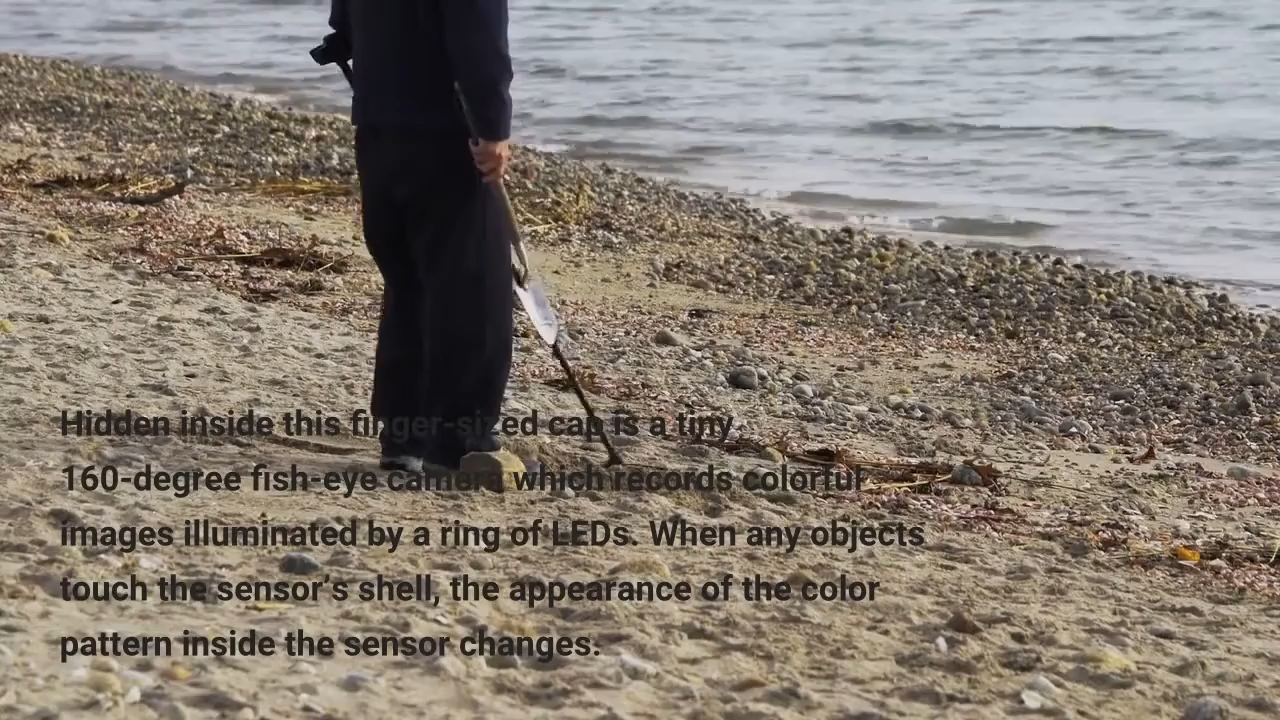 Hidden inside this finger-sized cap is a tiny
160-degree fish-eye camera which records colorful
images illuminated by a ring of LEDs. When any objects
touch the sensor's shell, the appearance of the color
pattern inside the sensor changes.